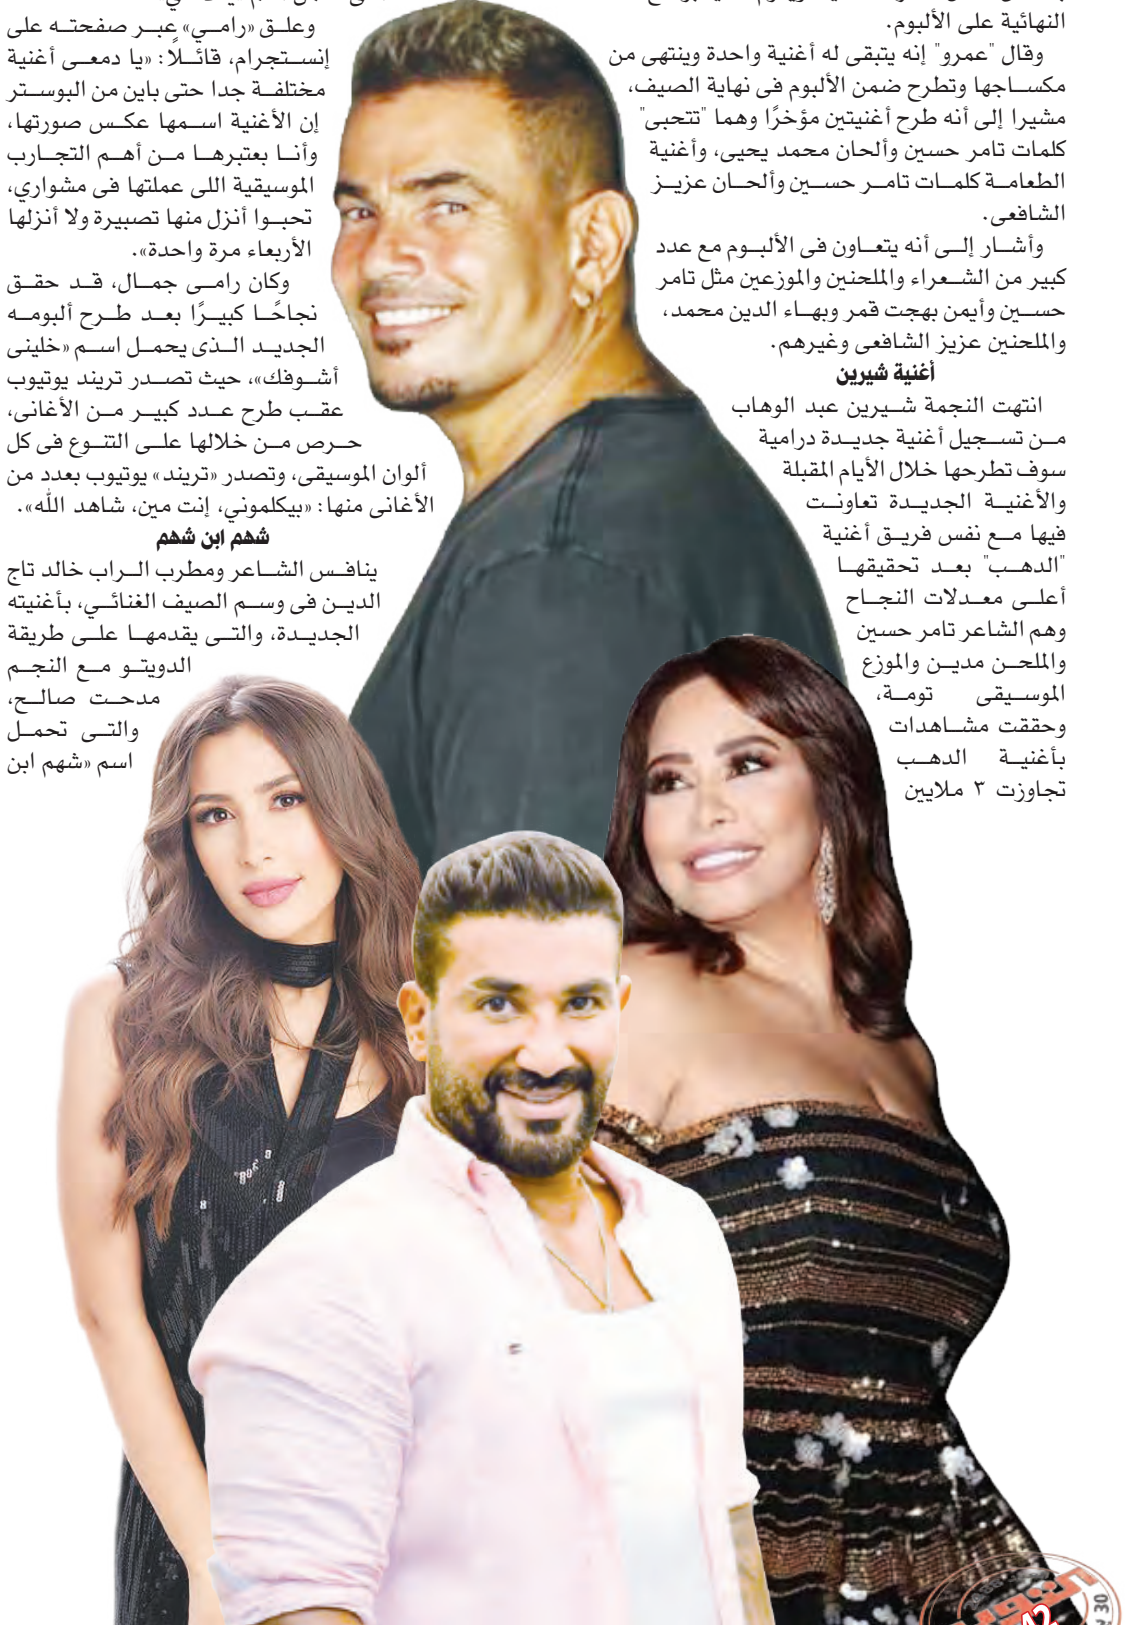 النهائية على الألبوم.
وقال "عمرو" إنه يتبقى له أغنية واحدة وينتهى من
مكساجها وتطرح ضمن الألبوم فى نهاية الصيف،
مشيرا إلى أنه طرح أغنيتين مؤخرًا وهما "تتحبى"
كلمات تامر حسين وألحان محمد يحيى، وأغنية
الطعامة كلمات تامر حسين وألحان عزيز
الشافعى.
وأشار إلى أنه يتعاون فى الألبوم مع عدد
كبير من الشعراء والملحنين والموزعين مثل تامر
حسين وأيمن بهجت قمر وبهاء الدين محمد،
والملحنين عزيز الشافعى وغيرهم.
أغنية شيرين
انتهت النجمة شيرين عبد الوهاب
من تسجيل أغنية جديدة درامية
سوف تطرحها خلال الأيام المقبلة
والأغنية الجديدة تعاونت
فيها مع نفس فريق أغنية
"الدهب" بعد تحقيقها
أعلى معدلات النجاح
وهم الشاعر تامر حسين
والملحن مدين والموزع
الموسيقى تومة،
وحققت مشاهدات
بأغنية الدهب
تجاوزت ٣ ملايين
وعلق «رامي» عبر صفحته على
إنستجرام، قائلاً: «يا دمعى أغنية
مختلفة جدا حتى باين من البوستر
إن الأغنية اسمها عكس صورتها،
وأنا بعتبرها من أهم التجارب
الموسيقية اللى عملتها فى مشواري،
تحبوا أنزل منها تصبيرة ولا أنزلها
الأربعاء مرة واحدة».
وكان رامى جمال، قد حقق
نجاحًا كبيرًا بعد طرح ألبومه
الجديد الذى يحمل اسم «خلينى
أشوفك»، حيث تصدر تريند يوتيوب
عقب طرح عدد كبير من الأغانى،
حرص من خلالها على التنوع فى كل
ألوان الموسيقى، وتصدر «تريند» يوتيوب بعدد من
الأغانى منها: «بيكلموني، إنت مين، شاهد الله».
شهم ابن شهم
ينافس الشاعر ومطرب الراب خالد تاج
الدين فى وسم الصيف الغنائي، بأغنيته
الجديدة، والتى يقدمها على طريقة
الدويتو مع النجم
مدحت صالح،
والتى تحمل
اسم «شهم ابن
42
30